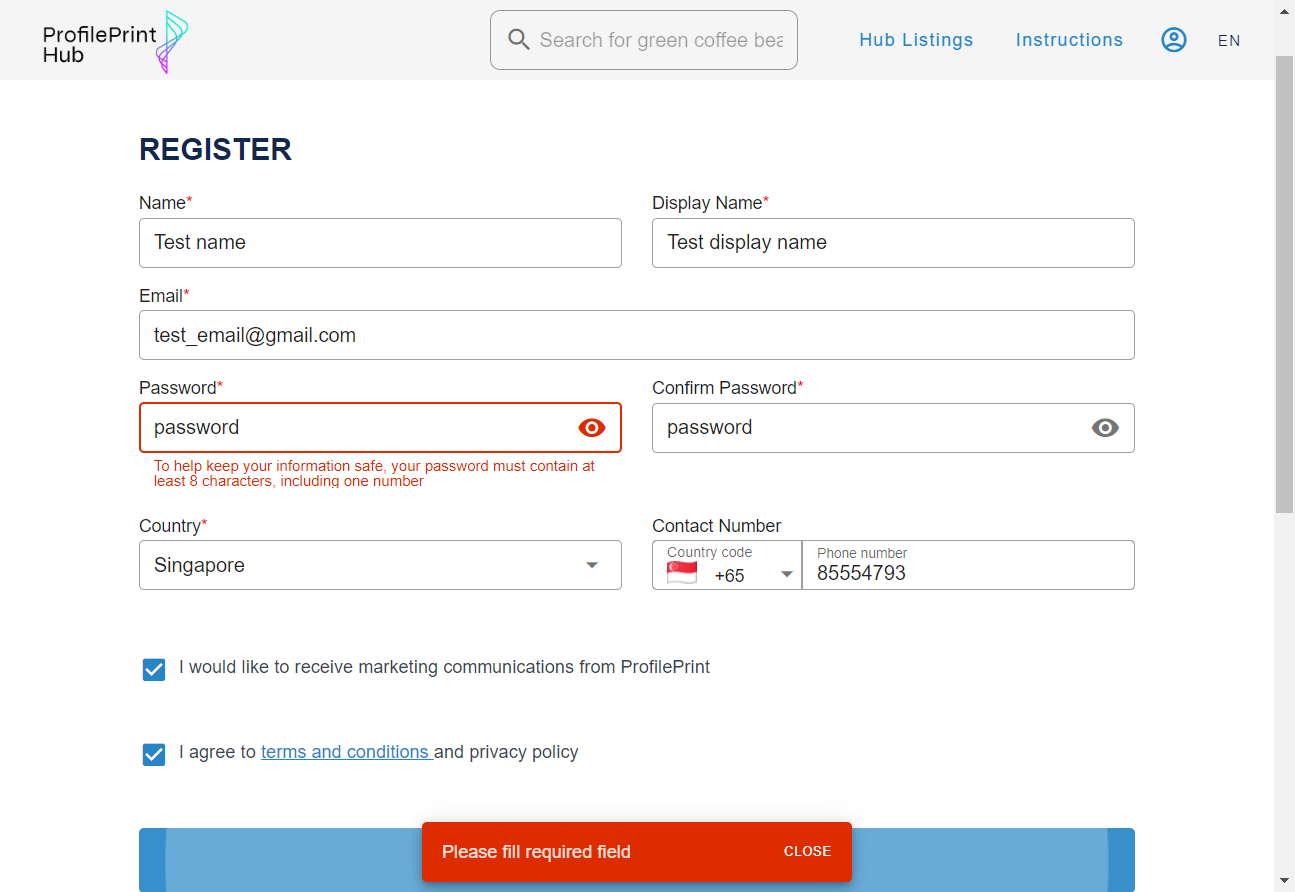 ProfilePrint
Hub
Search for green coffee bea
Hub Listings
Instructions
EN
REGISTER
Name*
Display Name*
Test name
Test display name
Email*
test_email@gmail.com
Password*
Confirm Password*
password
password
To help keep your information safe, your password must contain at
least 8 characters, including one number
Country*
Contact Number
Singapore
Country code
+65
Phone number
85554793
I would like to receive marketing communications from ProfilePrint
I agree to terms and conditions and privacy policy
Please fill required field
CLOSE